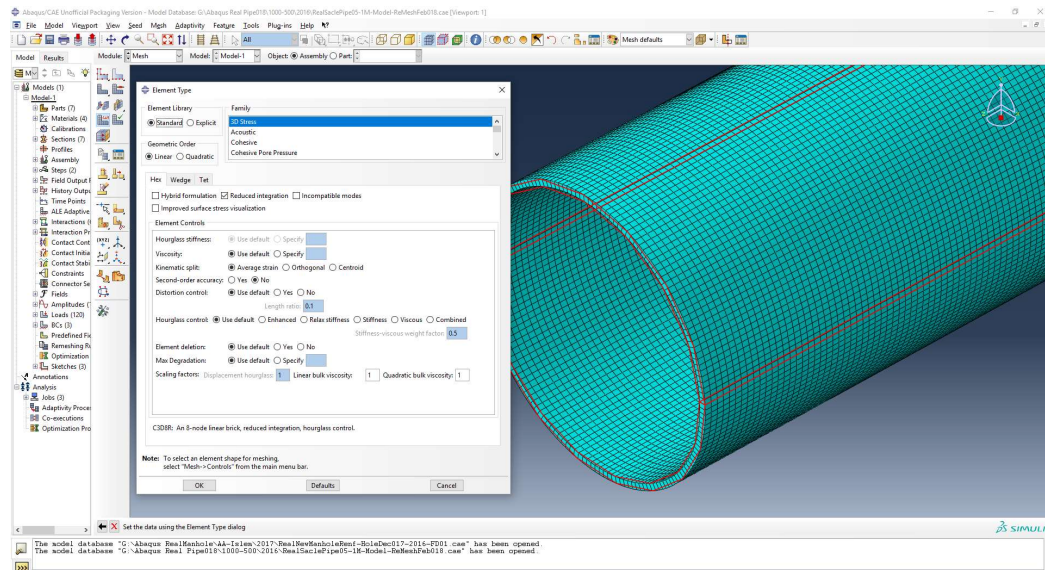 Abaqus/CAE Unofficial Packaging Version - Model Database: G:\Abaqus Real Pipe018\1000-500\2016\RealSaclePipe05-1M-Model-ReMeshFeb018.cae [Viewport: 1]
File Model Viewport View Seed Mesh Adaptivity Feature Tools Plug-ins Help
All Mesh defaults
Model Results Module: Mesh Model: Model-1 Object: Assembly Part:
Models (1)
Model-1
Parts (7)
Materials (4)
Calibrations
Sections (7)
Profiles
Assembly
Steps (2)
Field Output
History Outpu
Time Points
ALE Adaptive
Interactions
Interaction Pr
Contact Cont
Contact Initia
Contact Stabi
Constraints
Connector Se
Fields
Amplitudes
Loads (120)
BCs (3)
Predefined Fie
Remeshing Ru
Optimization
Sketches (3)
Annotations
Analysis
Jobs (3)
Adaptivity Proce
Co-executions
Optimization Pro
Element Type
Element Library
Standard Explicit
Geometric Order
Linear Quadratic
Family
3D Stress
Acoustic
Cohesive
Cohesive Pore Pressure
Hex Wedge Tet
Hybrid formulation Reduced integration Incompatible modes
Improved surface stress visualization
Element Controls
Hourglass stiffness: Use default Specify
Viscosity: Use default Specify
Kinematic split: Average strain Orthogonal Centroid
Second-order accuracy: Yes No
Distortion control: Use default Yes No
Length ratio: 0.1
Hourglass control: Use default Enhanced Relax stiffness Stiffness Viscous Combined
Stiffness-viscous weight factor: 0.5
Element deletion: Use default Yes No
Max Degradation: Use default Specify
Scaling factors: Displacement hourglass: 1 Linear bulk viscosity: 1 Quadratic bulk viscosity: 1
C3D8R: An 8-node linear brick, reduced integration, hourglass control.
Note: To select an element shape for meshing,
select "Mesh->Controls" from the main menu bar.
OK Defaults Cancel
Set the data using the Element Type dialog
SIMULI
The model database "G:\Abaqus RealManhole\AA-Islem\2017\RealNewManholeRenf-HoleDec017-2016-FD01.cae" has been opened.
The model database "G:\Abaqus Real Pipe018\1000-500\2016\RealSaclePipe05-1M-Model-ReMeshFeb018.cae" has been opened.
>>>